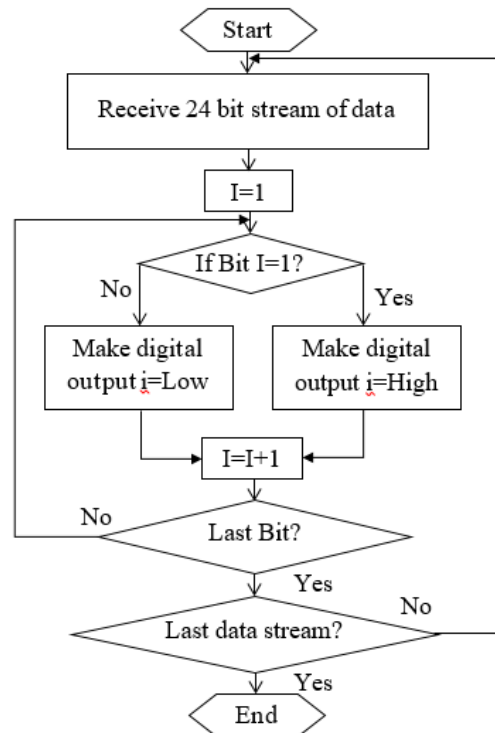 Start
Receive 24 bit stream of data
I=1
If Bit I=1?
No
Yes
Make digital
output i=Low
Make digital
output i=High
I=I+1
No
Last Bit?
Yes
No
Last data stream?
Yes
End